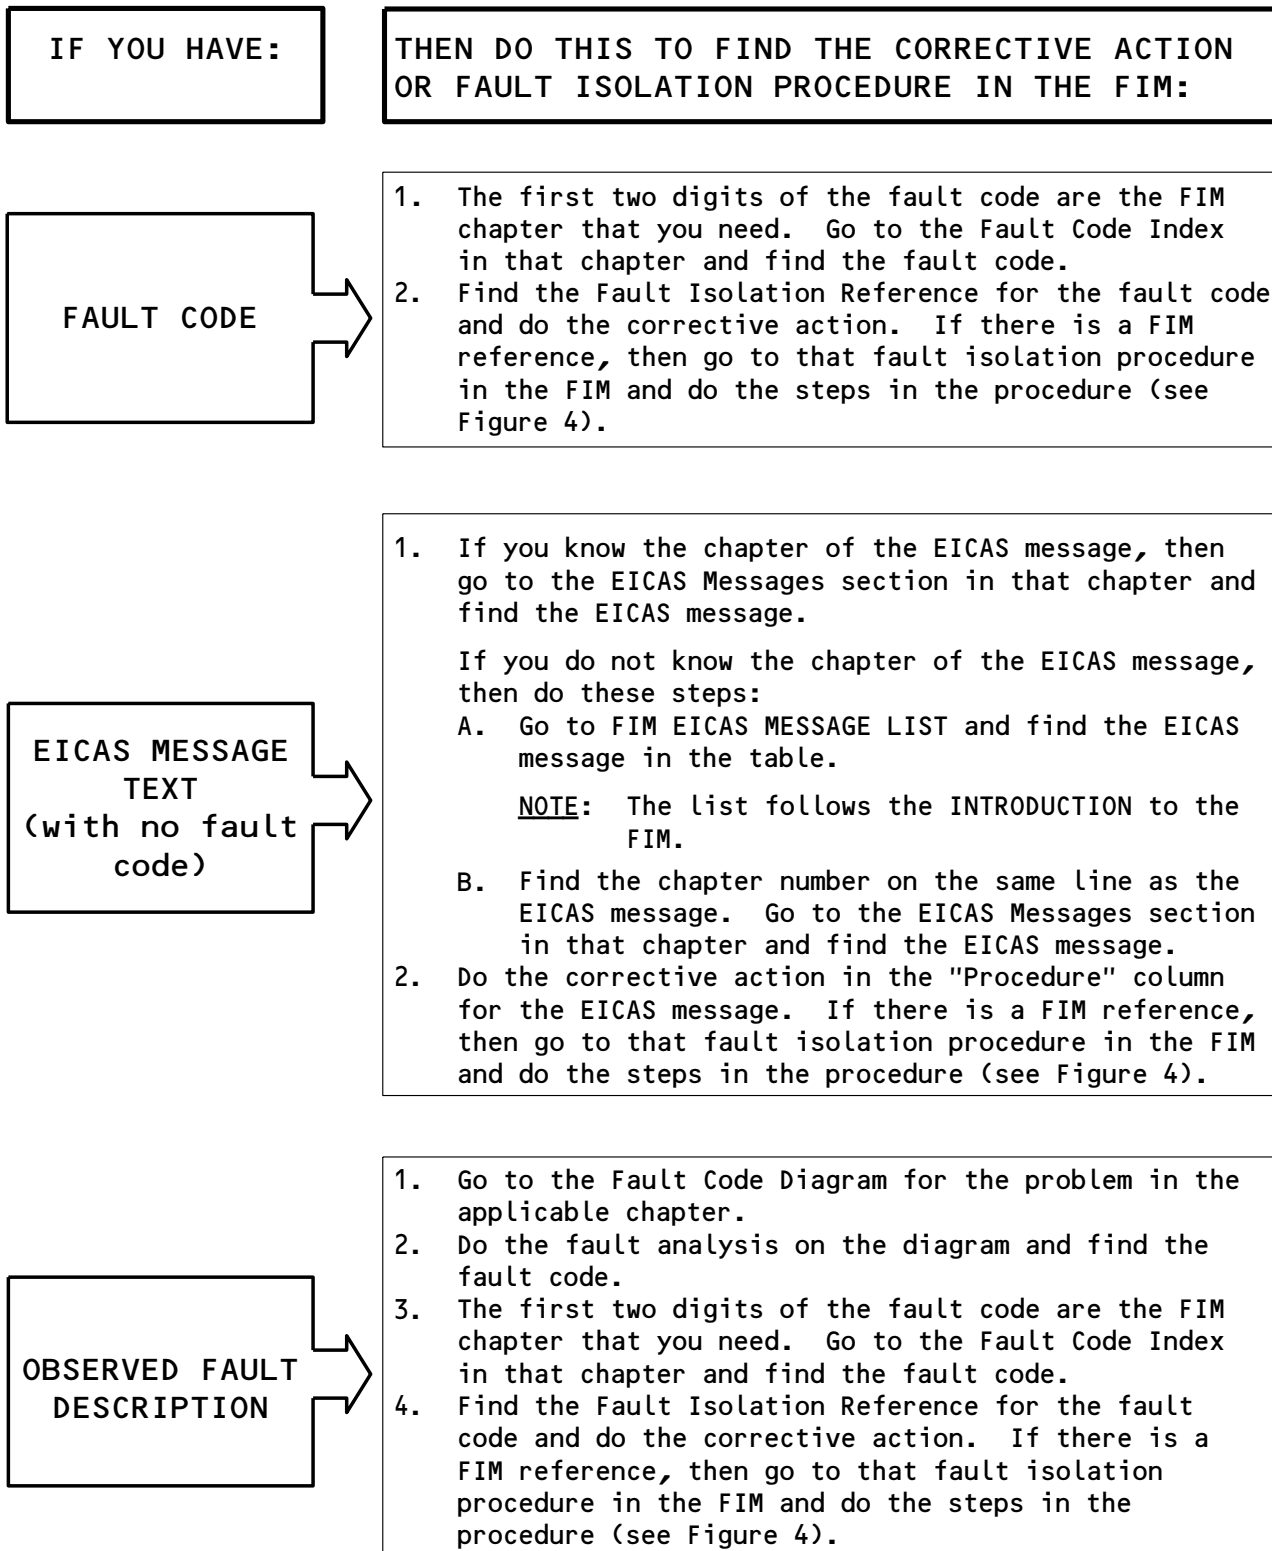 IF YOU HAVE:
THEN DO THIS TO FIND THE CORRECTIVE ACTION
OR FAULT ISOLATION PROCEDURE IN THE FIM:
FAULT CODE
1. The first two digits of the fault code are the FIM
chapter that you need. Go to the Fault Code Index
in that chapter and find the fault code.
2. Find the Fault Isolation Reference for the fault code
and do the corrective action. If there is a FIM
reference, then go to that fault isolation procedure
in the FIM and do the steps in the procedure (see
Figure 4).
EICAS MESSAGE
TEXT
(with no fault
code)
1. If you know the chapter of the EICAS message, then
go to the EICAS Messages section in that chapter and
find the EICAS message.
If you do not know the chapter of the EICAS message,
then do these steps:
A. Go to FIM EICAS MESSAGE LIST and find the EICAS
message in the table.
NOTE: The list follows the INTRODUCTION to the
FIM.
B. Find the chapter number on the same line as the
EICAS message. Go to the EICAS Messages section
in that chapter and find the EICAS message.
2. Do the corrective action in the "Procedure" column
for the EICAS message. If there is a FIM reference,
then go to that fault isolation procedure in the FIM
and do the steps in the procedure (see Figure 4).
OBSERVED FAULT
DESCRIPTION
1. Go to the Fault Code Diagram for the problem in the
applicable chapter.
2. Do the fault analysis on the diagram and find the
fault code.
3. The first two digits of the fault code are the FIM
chapter that you need. Go to the Fault Code Index
in that chapter and find the fault code.
4. Find the Fault Isolation Reference for the fault
code and do the corrective action. If there is a
FIM reference, then go to that fault isolation
procedure in the FIM and do the steps in the
procedure (see Figure 4).